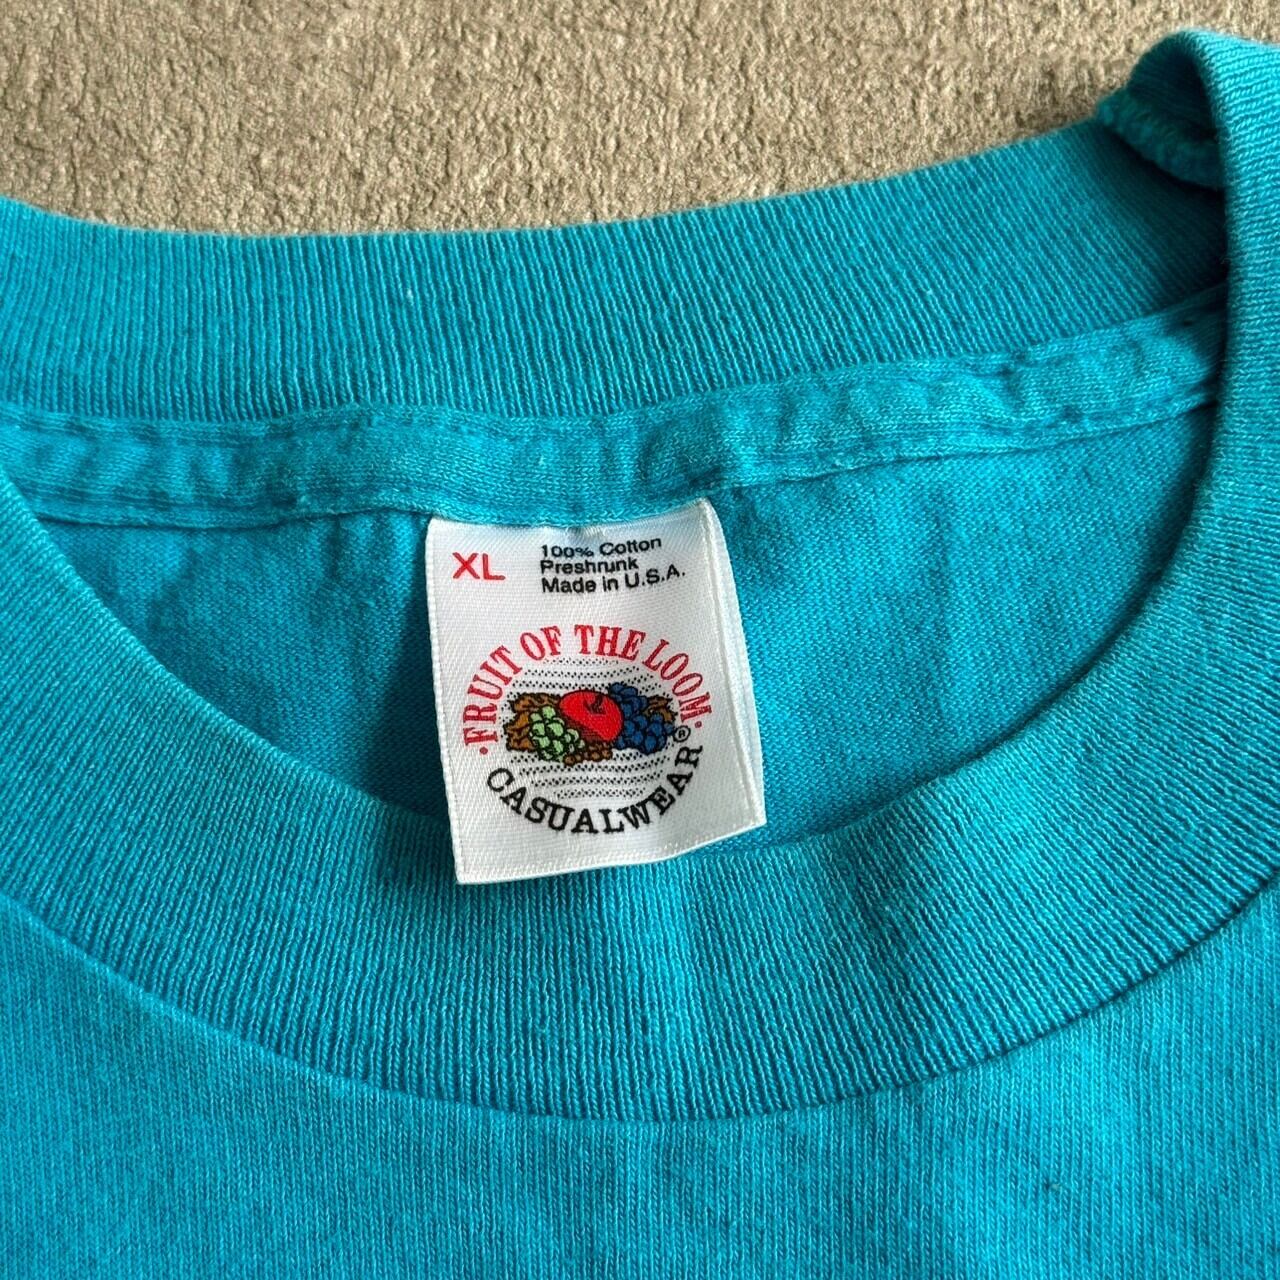 XL
100% Cotton
Preshrunk
Made in U.S.A.
·FRUIT OF THE LOOM·
®
CASUALWEAR